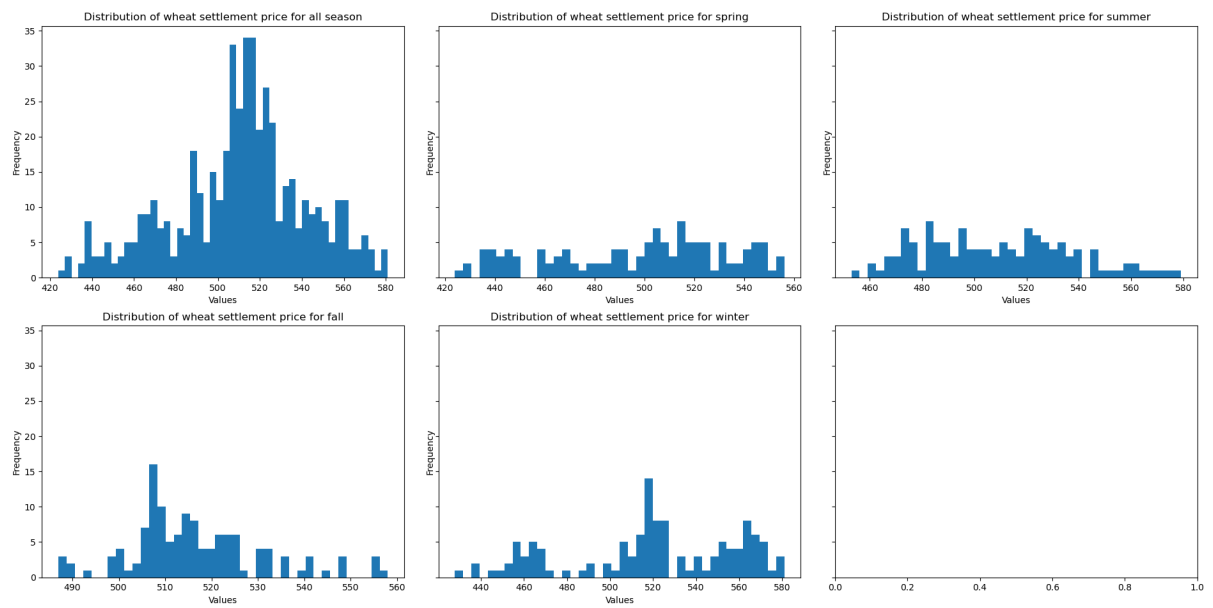 Distribution of wheat settlement price for all season
35
30
25
20
15
10
5
0
Frequency
420 440 460 480 500 520 540 560 580
Values
Distribution of wheat settlement price for spring
Frequency
420 440 460 480 500 520 540 560
Values
Distribution of wheat settlement price for summer
Frequency
460 480 500 520 540 560 580
Values
Distribution of wheat settlement price for fall
35
30
25
20
15
10
5
0
Frequency
490 500 510 520 530 540 550 560
Values
Distribution of wheat settlement price for winter
Frequency
440 460 480 500 520 540 560 580
Values
0.0 0.2 0.4 0.6 0.8 1.0